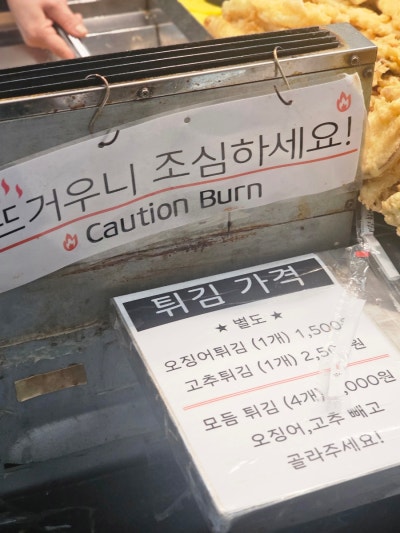 뜨거우니 조심하세요!
Caution Burn
튀김 가격
★ 별도 ★
오징어튀김 (1개) 1,500
고추튀김 (1개)
모듬 튀김 (4개)
오징어,고추 빼고
골라주세요!